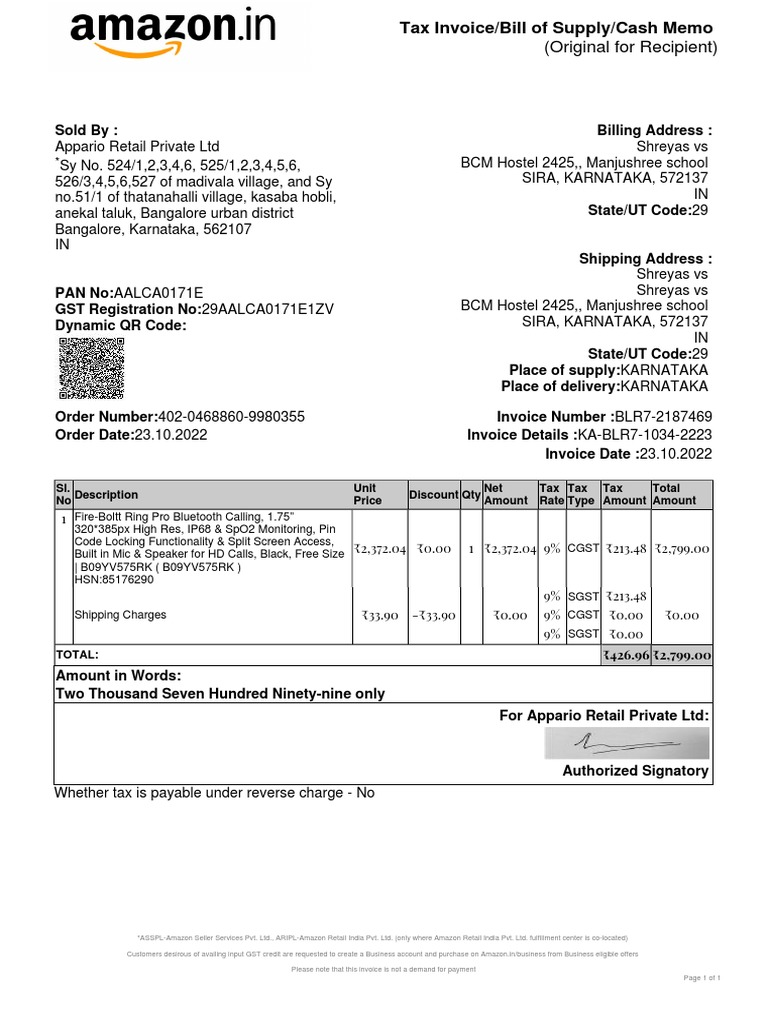 amazon.in
Tax Invoice/Bill of Supply/Cash Memo
(Original for Recipient)
Sold By :
Appario Retail Private Ltd
*Sy No. 524/1,2,3,4,6, 525/1,2,3,4,5,6,
526/3,4,5,6,527 of madivala village, and Sy
no.51/1 of thatanahalli village, kasaba hobli,
anekal taluk, Bangalore urban district
Bangalore, Karnataka, 562107
IN
Billing Address :
Shreyas vs
BCM Hostel 2425,, Manjushree school
SIRA, KARNATAKA, 572137
IN
State/UT Code:29
PAN No:AALCA0171E
GST Registration No:29AALCA0171E1ZV
Dynamic QR Code:
Shipping Address :
Shreyas vs
Shreyas vs
BCM Hostel 2425,, Manjushree school
SIRA, KARNATAKA, 572137
IN
State/UT Code:29
Place of supply:KARNATAKA
Place of delivery:KARNATAKA
Order Number:402-0468860-9980355
Order Date:23.10.2022
Invoice Number :BLR7-2187469
Invoice Details :KA-BLR7-1034-2223
Invoice Date :23.10.2022
Sl. No Description Unit Price Discount Qty Net Amount Tax Rate Tax Type Tax Amount Total Amount
1 Fire-Boltt Ring Pro Bluetooth Calling, 1.75”
320*385px High Res, IP68 & SpO2 Monitoring, Pin
Code Locking Functionality & Split Screen Access,
Built in Mic & Speaker for HD Calls, Black, Free Size
| B09YV575RK ( B09YV575RK )
HSN:85176290
₹2,372.04 ₹0.00 1 ₹2,372.04 9% CGST ₹213.48 ₹2,799.00
9% SGST ₹213.48
Shipping Charges ₹33.90 -₹33.90 ₹0.00 9% CGST ₹0.00 ₹0.00
9% SGST ₹0.00
TOTAL: ₹426.96 ₹2,799.00
Amount in Words:
Two Thousand Seven Hundred Ninety-nine only
For Appario Retail Private Ltd:
Authorized Signatory
Whether tax is payable under reverse charge - No
*ASSPL-Amazon Seller Services Pvt. Ltd., ARIPL-Amazon Retail India Pvt. Ltd. (only where Amazon Retail India Pvt. Ltd. fulfillment center is co-located)
Customers desirous of availing input GST credit are requested to create a Business account and purchase on Amazon.in/business from Business eligible offers
Please note that this invoice is not a demand for payment
Page 1 of 1